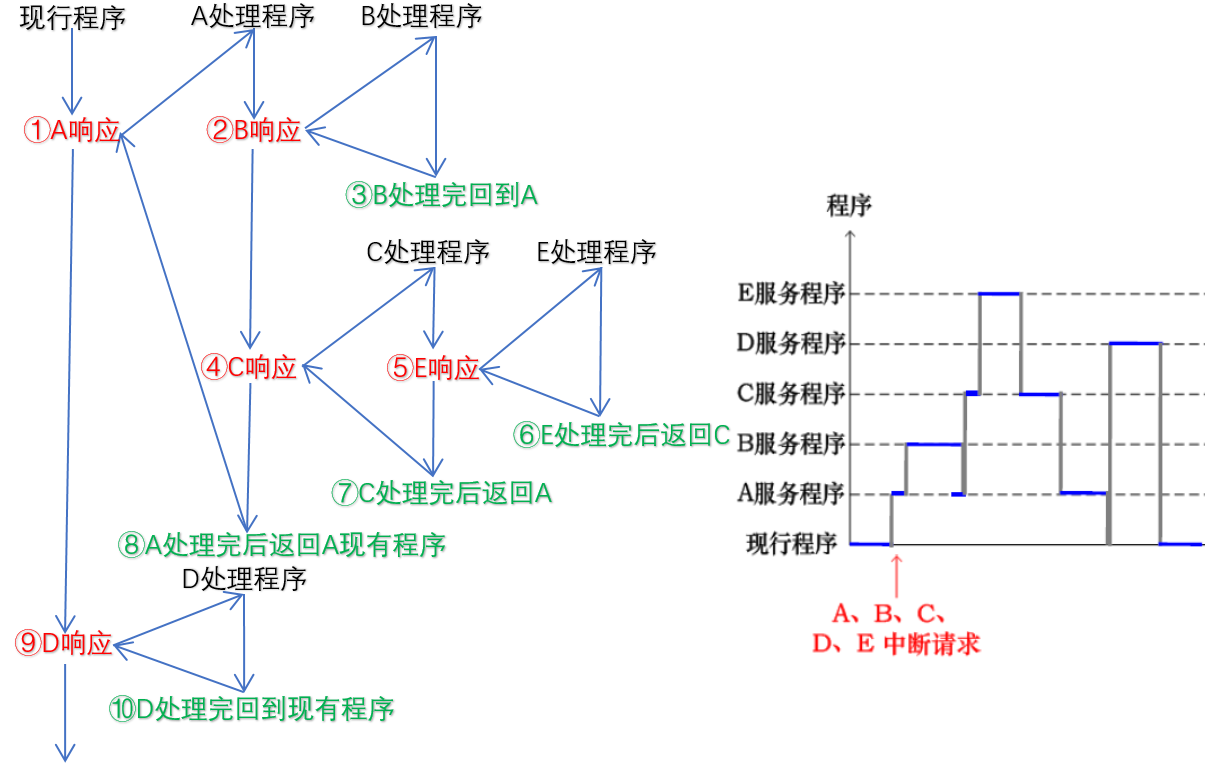 现行程序
A处理程序
B处理程序
①A响应
②B响应
③B处理完回到A
C处理程序
E处理程序
④C响应
⑤E响应
⑥E处理完后返回C
⑦C处理完后返回A
⑧A处理完后返回A现有程序
D处理程序
⑨D响应
⑩D处理完回到现有程序
程序
E服务程序
D服务程序
C服务程序
B服务程序
A服务程序
现行程序
A、B、C、
D、E 中断请求